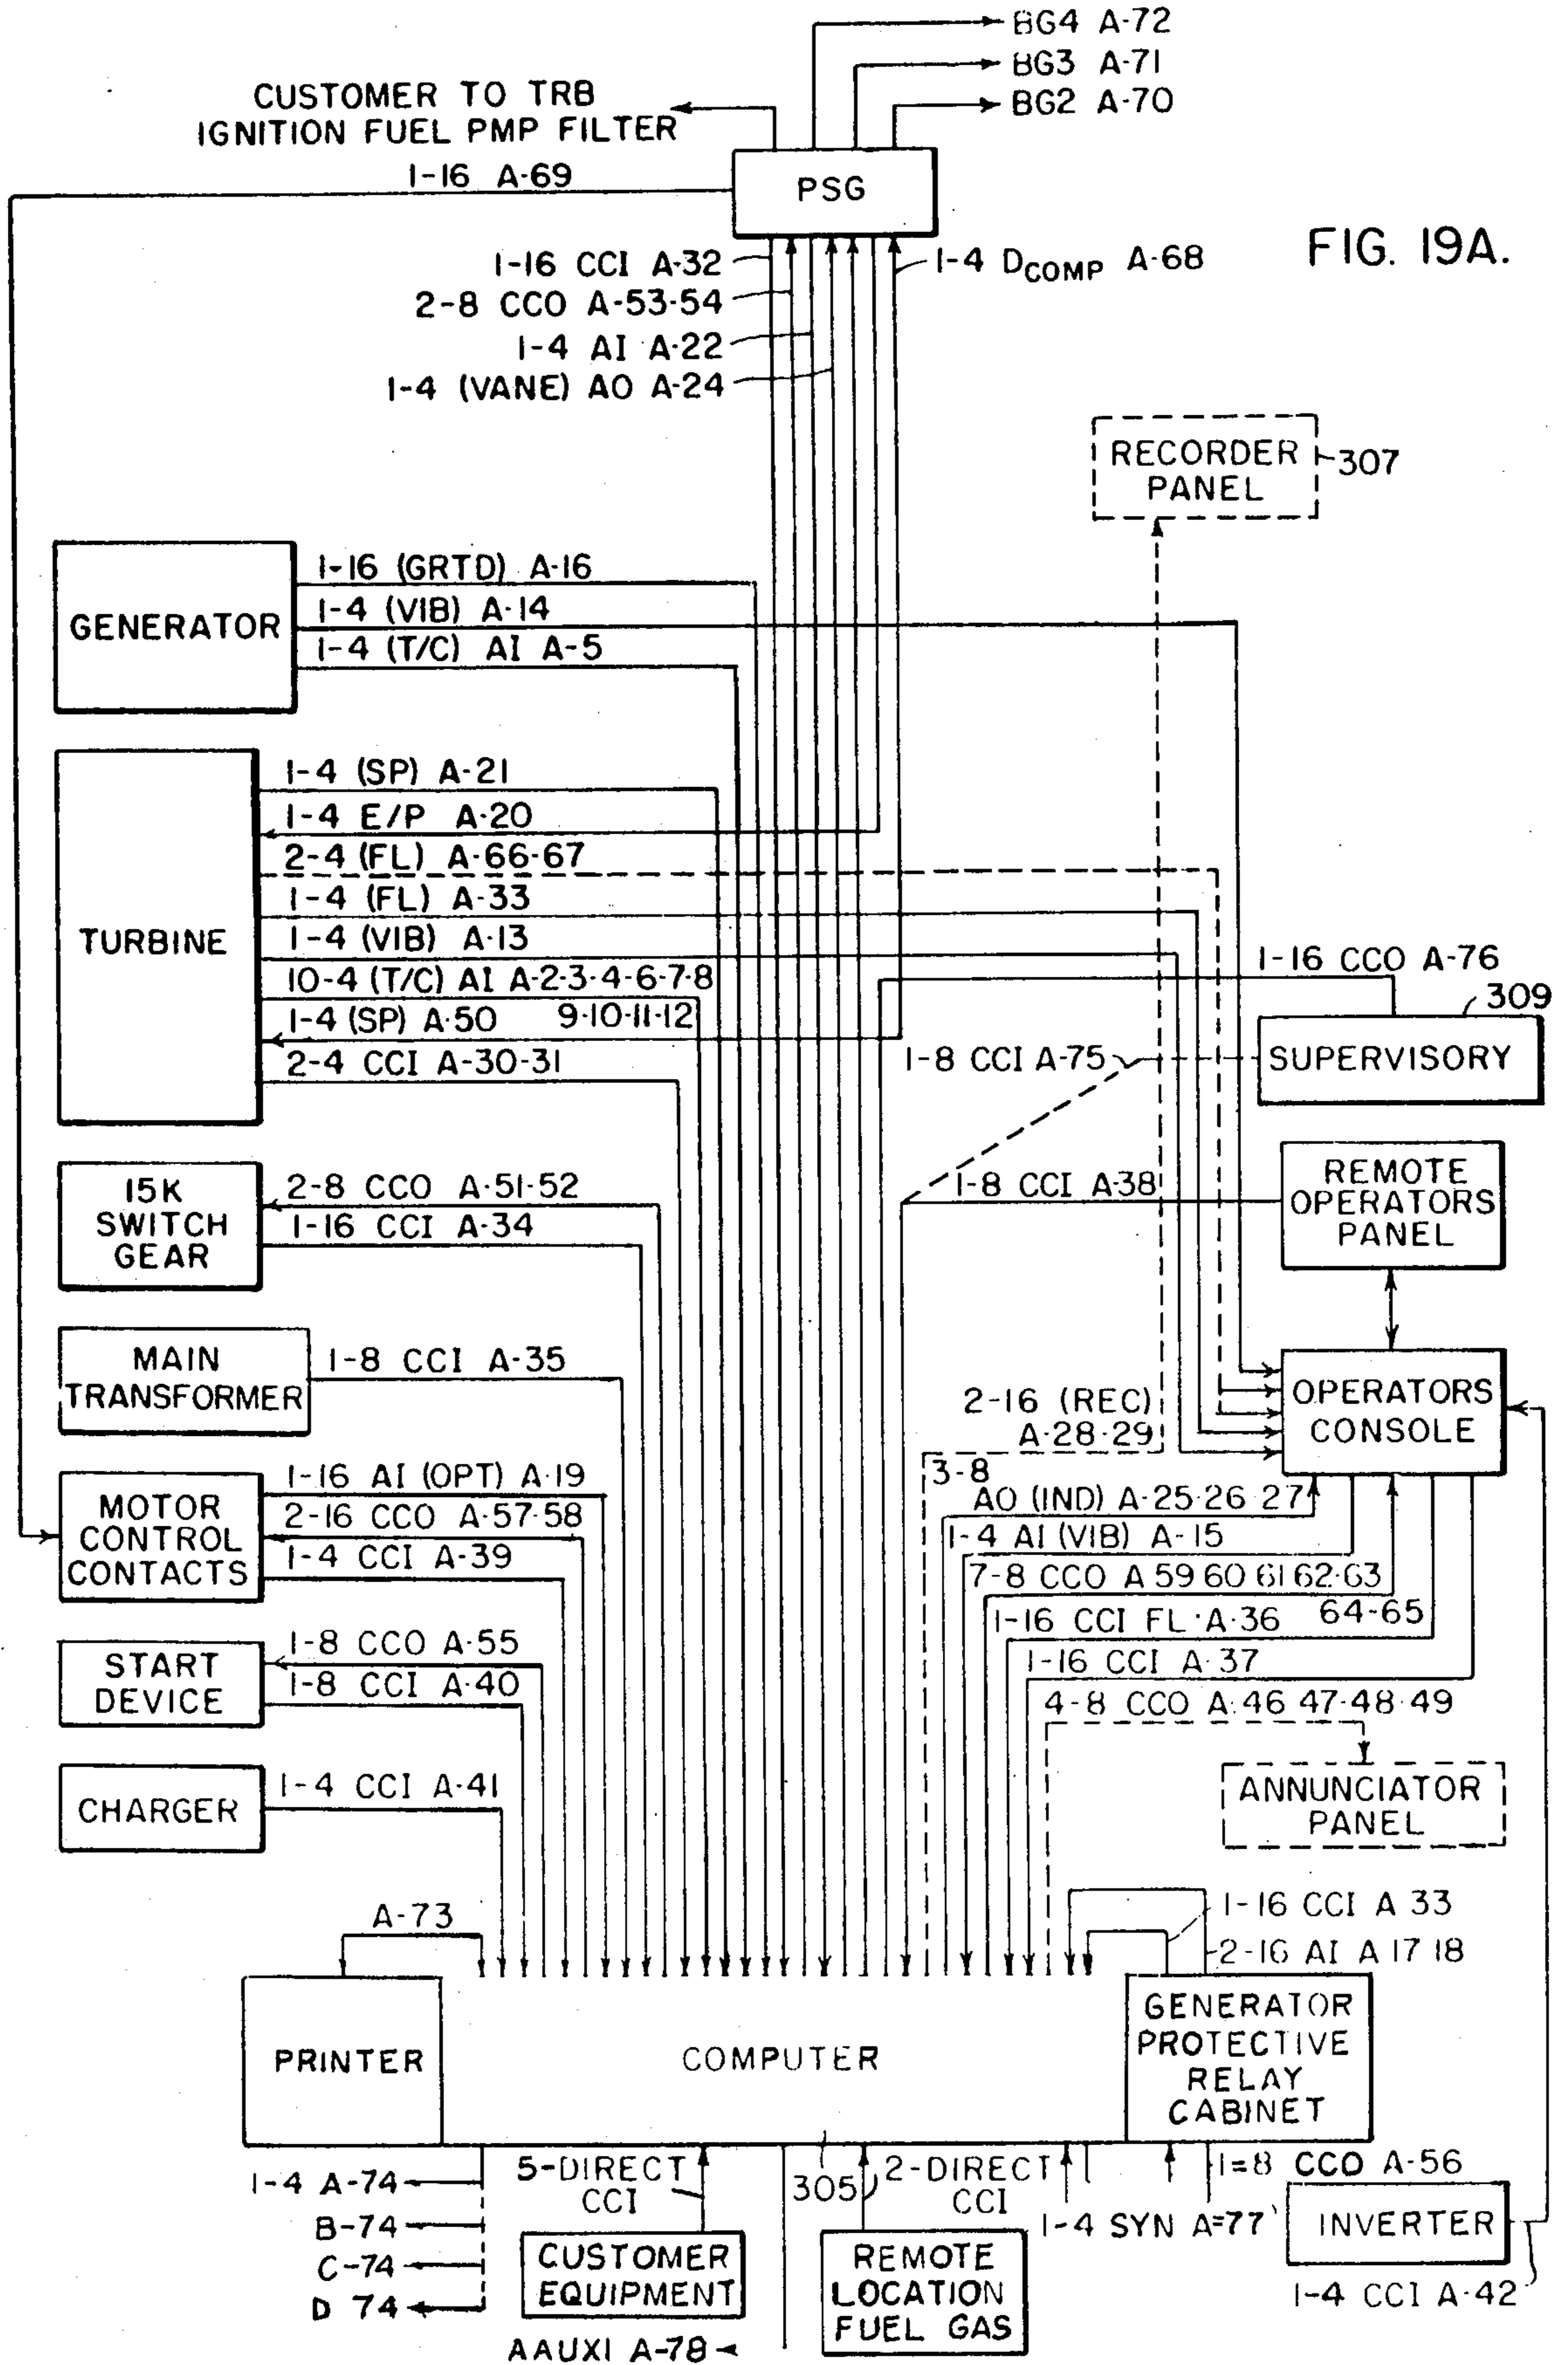 BG4 A-72
BG3 A-71
BG2 A-70
CUSTOMER TO TRB
IGNITION FUEL PMP FILTER
1-16 A-69
PSG
FIG. 19A.
1-16 CCI A-32
2-8 CCO A-53-54
1-4 AI A-22
1-4 (VANE) AO A-24
1-4 DCOMP A-68
RECORDER
PANEL
307
GENERATOR
1-16 (GRTD) A-16
1-4 (VIB) A-14
1-4 (T/C) AI A-5
TURBINE
1-4 (SP) A-21
1-4 E/P A-20
2-4 (FL) A-66-67
1-4 (FL) A-33
1-4 (VIB) A-13
10-4 (T/C) AI A-2-3-4-6-7-8
9-10-11-12
1-4 (SP) A-50
2-4 CCI A-30-31
1-16 CCO A-76
309
SUPERVISORY
1-8 CCI A-75
1-8 CCI A-38
REMOTE
OPERATORS
PANEL
15K
SWITCH
GEAR
2-8 CCO A-51-52
1-16 CCI A-34
MAIN
TRANSFORMER
1-8 CCI A-35
OPERATORS
CONSOLE
2-16 (REC)
A-28-29
MOTOR
CONTROL
CONTACTS
1-16 AI (OPT) A-19
2-16 CCO A-57-58
1-4 CCI A-39
3-8
AO (IND) A-25-26-27
1-4 AI (VIB) A-15
7-8 CCO A 59 60 61 62-63
64-65
1-16 CCI FL A-36
1-16 CCI A-37
4-8 CCO A-46 47-48-49
START
DEVICE
1-8 CCO A-55
1-8 CCI A-40
CHARGER
1-4 CCI A-41
ANNUNCIATOR
PANEL
A-73
1-16 CCI A 33
2-16 AI A 17 18
PRINTER
COMPUTER
GENERATOR
PROTECTIVE
RELAY
CABINET
1-4 A-74
B-74
C-74
D 74
5-DIRECT
CCI
305
2-DIRECT
CCI
1=8 CCO A-56
1-4 SYN A=77
CUSTOMER
EQUIPMENT
REMOTE
LOCATION
FUEL GAS
INVERTER
1-4 CCI A-42
AAUXI A-78